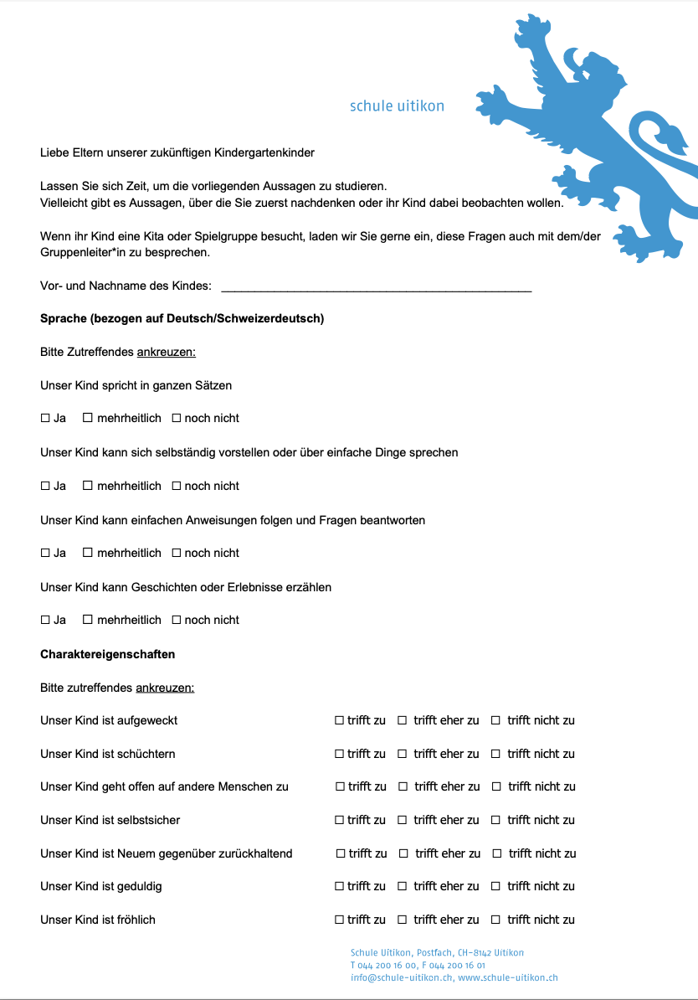 schule uitikon
Liebe Eltern unserer zukünftigen Kindergartenkinder
Lassen Sie sich Zeit, um die vorliegenden Aussagen zu studieren.
Vielleicht gibt es Aussagen, über die Sie zuerst nachdenken oder ihr Kind dabei beobachten wollen.
Wenn ihr Kind eine Kita oder Spielgruppe besucht, laden wir Sie gerne ein, diese Fragen auch mit dem/der
Gruppenleiter*in zu besprechen.
Vor- und Nachname des Kindes: _______________________________________________
Sprache (bezogen auf Deutsch/Schweizerdeutsch)
Bitte Zutreffendes ankreuzen:
Unser Kind spricht in ganzen Sätzen
☐ Ja ☐ mehrheitlich ☐ noch nicht
Unser Kind kann sich selbständig vorstellen oder über einfache Dinge sprechen
☐ Ja ☐ mehrheitlich ☐ noch nicht
Unser Kind kann einfachen Anweisungen folgen und Fragen beantworten
☐ Ja ☐ mehrheitlich ☐ noch nicht
Unser Kind kann Geschichten oder Erlebnisse erzählen
☐ Ja ☐ mehrheitlich ☐ noch nicht
Charaktereigenschaften
Bitte zutreffendes ankreuzen:
Unser Kind ist aufgeweckt ☐ trifft zu ☐ trifft eher zu ☐ trifft nicht zu
Unser Kind ist schüchtern ☐ trifft zu ☐ trifft eher zu ☐ trifft nicht zu
Unser Kind geht offen auf andere Menschen zu ☐ trifft zu ☐ trifft eher zu ☐ trifft nicht zu
Unser Kind ist selbstsicher ☐ trifft zu ☐ trifft eher zu ☐ trifft nicht zu
Unser Kind ist Neuem gegenüber zurückhaltend ☐ trifft zu ☐ trifft eher zu ☐ trifft nicht zu
Unser Kind ist geduldig ☐ trifft zu ☐ trifft eher zu ☐ trifft nicht zu
Unser Kind ist fröhlich ☐ trifft zu ☐ trifft eher zu ☐ trifft nicht zu
Schule Uitikon, Postfach, CH-8142 Uitikon
T 044 200 16 00, F 044 200 16 01
info@schule-uitikon.ch, www.schule-uitikon.ch